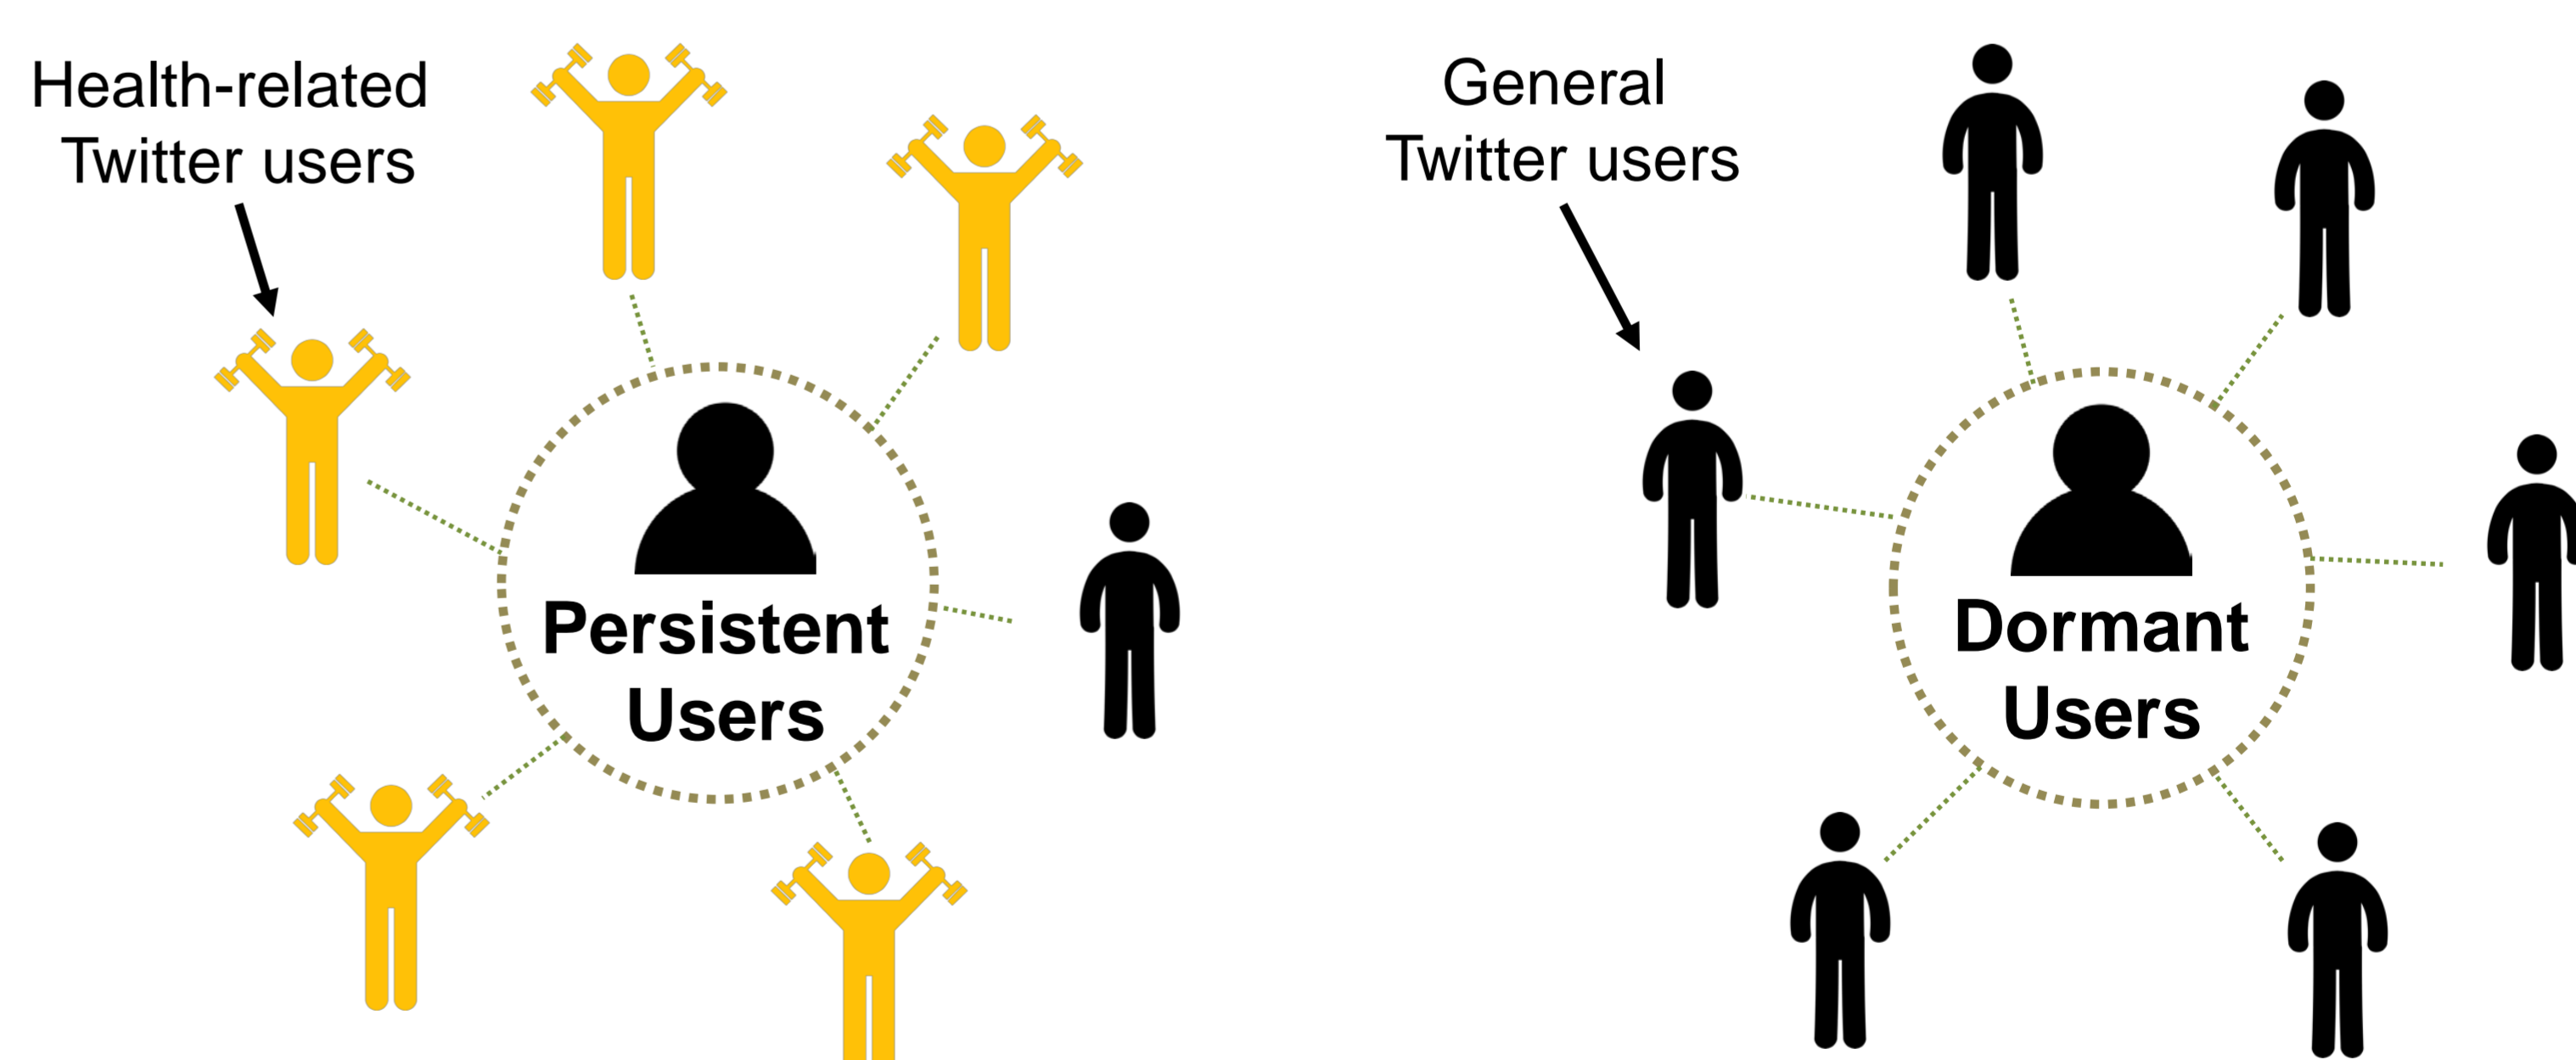 Health-related
Twitter users
Persistent
Users
General
Twitter users
Dormant
Users